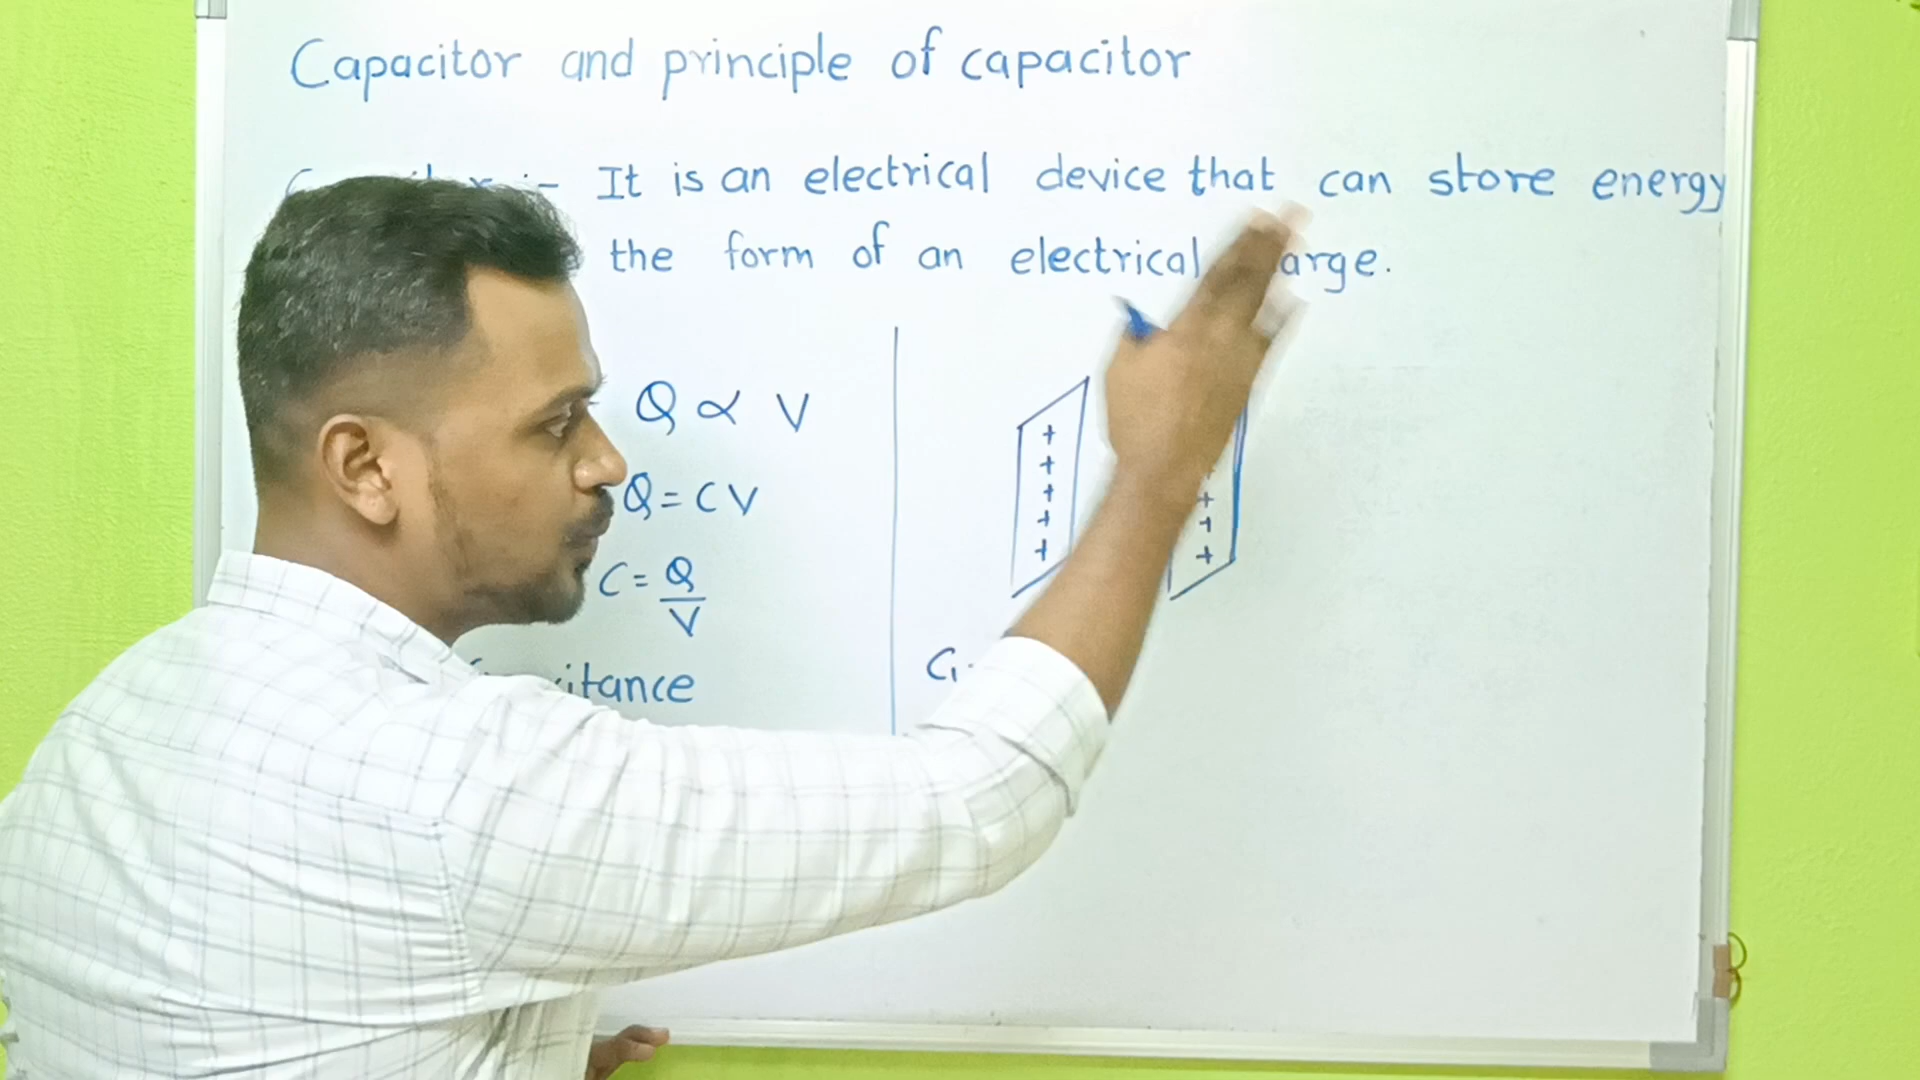 Capacitor and principle of capacitor
:- It is an electrical device that can store energy
the form of an electrical arge.
Q ∝ V
Q = CV
C = Q/V
itance
+ + + + +
+ + +
C₁